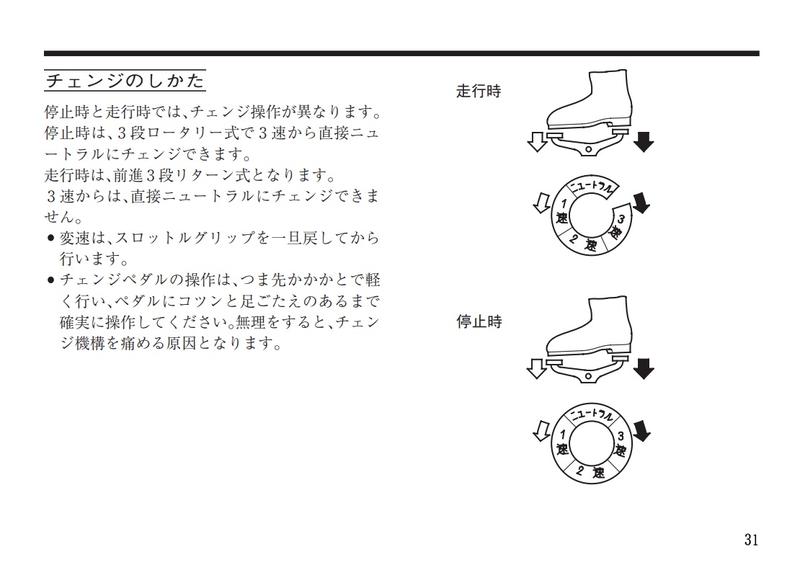 チェンジのしかた
停止時と走行時では、チェンジ操作が異なります。
停止時は、３段ロータリー式で３速から直接ニュ
ートラルにチェンジできます。
走行時は、前進３段リターン式となります。
３速からは、直接ニュートラルにチェンジできま
せん。
● 変速は、スロットルグリップを一旦戻してから
行います。
● チェンジペダルの操作は、つま先かかかとで軽
く行い、ペダルにコツンと足ごたえのあるまで
確実に操作してください。無理をすると、チェン
ジ機構を痛める原因となります。
走行時
ニュートラル
1速
2速
3速
停止時
ニュートラル
1速
2速
3速
31